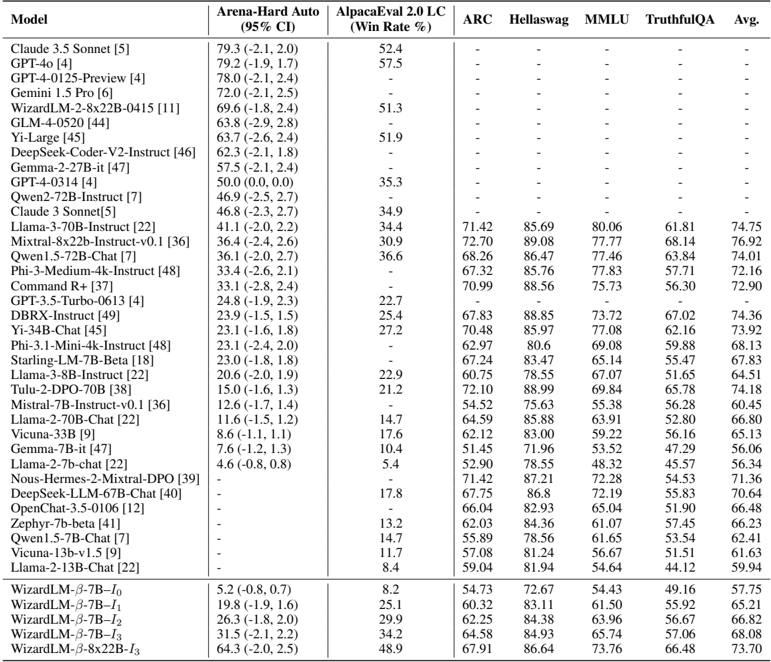 Model Arena-Hard Auto (95% CI) AlpacaEval 2.0 LC (Win Rate %) ARC Hellaswag MMLU TruthfulQA Avg.
Claude 3.5 Sonnet [5] 79.3 (-2.1, 2.0) 52.4 - - - - -
GPT-4o [4] 79.2 (-1.9, 1.7) 57.5 - - - - -
GPT-4-0125-Preview [4] 78.0 (-2.1, 2.4) - - - - - -
Gemini 1.5 Pro [6] 72.0 (-2.1, 2.5) - - - - - -
WizardLM-2-8x22B-0415 [11] 69.6 (-1.8, 2.4) 51.3 - - - - -
GLM-4-0520 [44] 63.8 (-2.9, 2.8) - - - - - -
Yi-Large [45] 63.7 (-2.6, 2.4) 51.9 - - - - -
DeepSeek-Coder-V2-Instruct [46] 62.3 (-2.1, 1.8) - - - - - -
Gemma-2-27B-it [47] 57.5 (-2.1, 2.4) - - - - - -
GPT-4-0314 [4] 50.0 (0.0, 0.0) 35.3 - - - - -
Qwen2-72B-Instruct [7] 46.9 (-2.5, 2.7) - - - - - -
Claude 3 Sonnet[5] 46.8 (-2.3, 2.7) 34.9 - - - - -
Llama-3-70B-Instruct [22] 41.1 (-2.0, 2.2) 34.4 71.42 85.69 80.06 61.81 74.75
Mixtral-8x22b-Instruct-v0.1 [36] 36.4 (-2.4, 2.6) 30.9 72.70 89.08 77.77 68.14 76.92
Qwen1.5-72B-Chat [7] 36.1 (-2.0, 2.7) 36.6 68.26 86.47 77.46 63.84 74.01
Phi-3-Medium-4k-Instruct [48] 33.4 (-2.6, 2.1) - 67.32 85.76 77.83 57.71 72.16
Command R+ [37] 33.1 (-2.8, 2.4) - 70.99 88.56 75.73 56.30 72.90
GPT-3.5-Turbo-0613 [4] 24.8 (-1.9, 2.3) 22.7 - - - - -
DBRX-Instruct [49] 23.9 (-1.5, 1.5) 25.4 67.83 88.85 73.72 67.02 74.36
Yi-34B-Chat [45] 23.1 (-1.6, 1.8) 27.2 70.48 85.97 77.08 62.16 73.92
Phi-3.1-Mini-4k-Instruct [48] 23.1 (-2.4, 2.0) - 62.97 80.6 69.08 59.88 68.13
Starling-LM-7B-Beta [18] 23.0 (-1.8, 1.8) - 67.24 83.47 65.14 55.47 67.83
Llama-3-8B-Instruct [22] 20.6 (-2.0, 1.9) 22.9 60.75 78.55 67.07 51.65 64.51
Tulu-2-DPO-70B [38] 15.0 (-1.6, 1.3) 21.2 72.10 88.99 69.84 65.78 74.18
Mistral-7B-Instruct-v0.1 [36] 12.6 (-1.7, 1.4) - 54.52 75.63 55.38 56.28 60.45
Llama-2-70B-Chat [22] 11.6 (-1.5, 1.2) 14.7 64.59 85.88 63.91 52.80 66.80
Vicuna-33B [9] 8.6 (-1.1, 1.1) 17.6 62.12 83.00 59.22 56.16 65.13
Gemma-7B-it [47] 7.6 (-1.2, 1.3) 10.4 51.45 71.96 53.52 47.29 56.06
Llama-2-7b-chat [22] 4.6 (-0.8, 0.8) 5.4 52.90 78.55 48.32 45.57 56.34
Nous-Hermes-2-Mixtral-DPO [39] - - 71.42 87.21 72.28 54.53 71.36
DeepSeek-LLM-67B-Chat [40] - 17.8 67.75 86.8 72.19 55.83 70.64
OpenChat-3.5-0106 [12] - - 66.04 82.93 65.04 51.90 66.48
Zephyr-7b-beta [41] - 13.2 62.03 84.36 61.07 57.45 66.23
Qwen1.5-7B-Chat [7] - 14.7 55.89 78.56 61.65 53.54 62.41
Vicuna-13b-v1.5 [9] - 11.7 57.08 81.24 56.67 51.51 61.63
Llama-2-13B-Chat [22] - 8.4 59.04 81.94 54.64 44.12 59.94
WizardLM-β-7B–I₀ 5.2 (-0.8, 0.7) 8.2 54.73 72.67 54.43 49.16 57.75
WizardLM-β-7B–I₁ 19.8 (-1.9, 1.6) 25.1 60.32 83.11 61.50 55.92 65.21
WizardLM-β-7B–I₂ 26.3 (-1.8, 2.0) 29.9 62.25 84.38 63.96 56.67 66.82
WizardLM-β-7B–I₃ 31.5 (-2.1, 2.2) 34.2 64.58 84.93 65.74 57.06 68.08
WizardLM-β-8x22B-I₃ 64.3 (-2.0, 2.5) 48.9 67.91 86.64 73.76 66.48 73.70